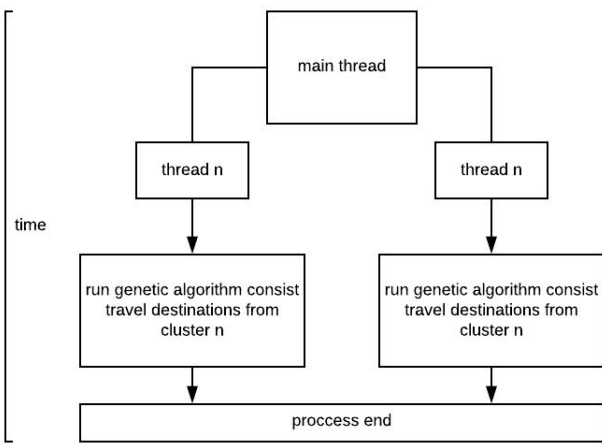 main thread
thread n
thread n
time
run genetic algorithm consist
travel destinations from
cluster n
run genetic algorithm consist
travel destinations from
cluster n
proccess end